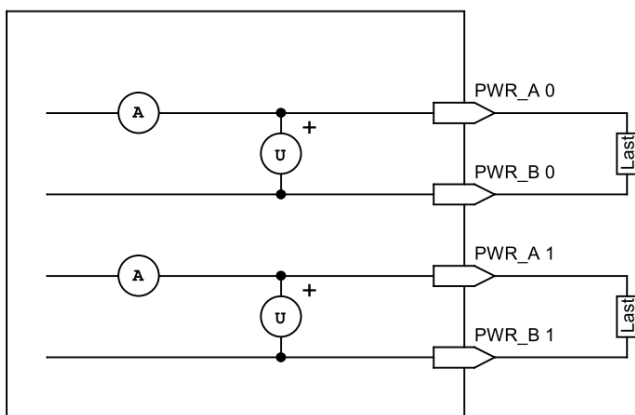 PWR_A 0
A
+
U
Last
PWR_B 0
PWR_A 1
A
+
U
Last
PWR_B 1